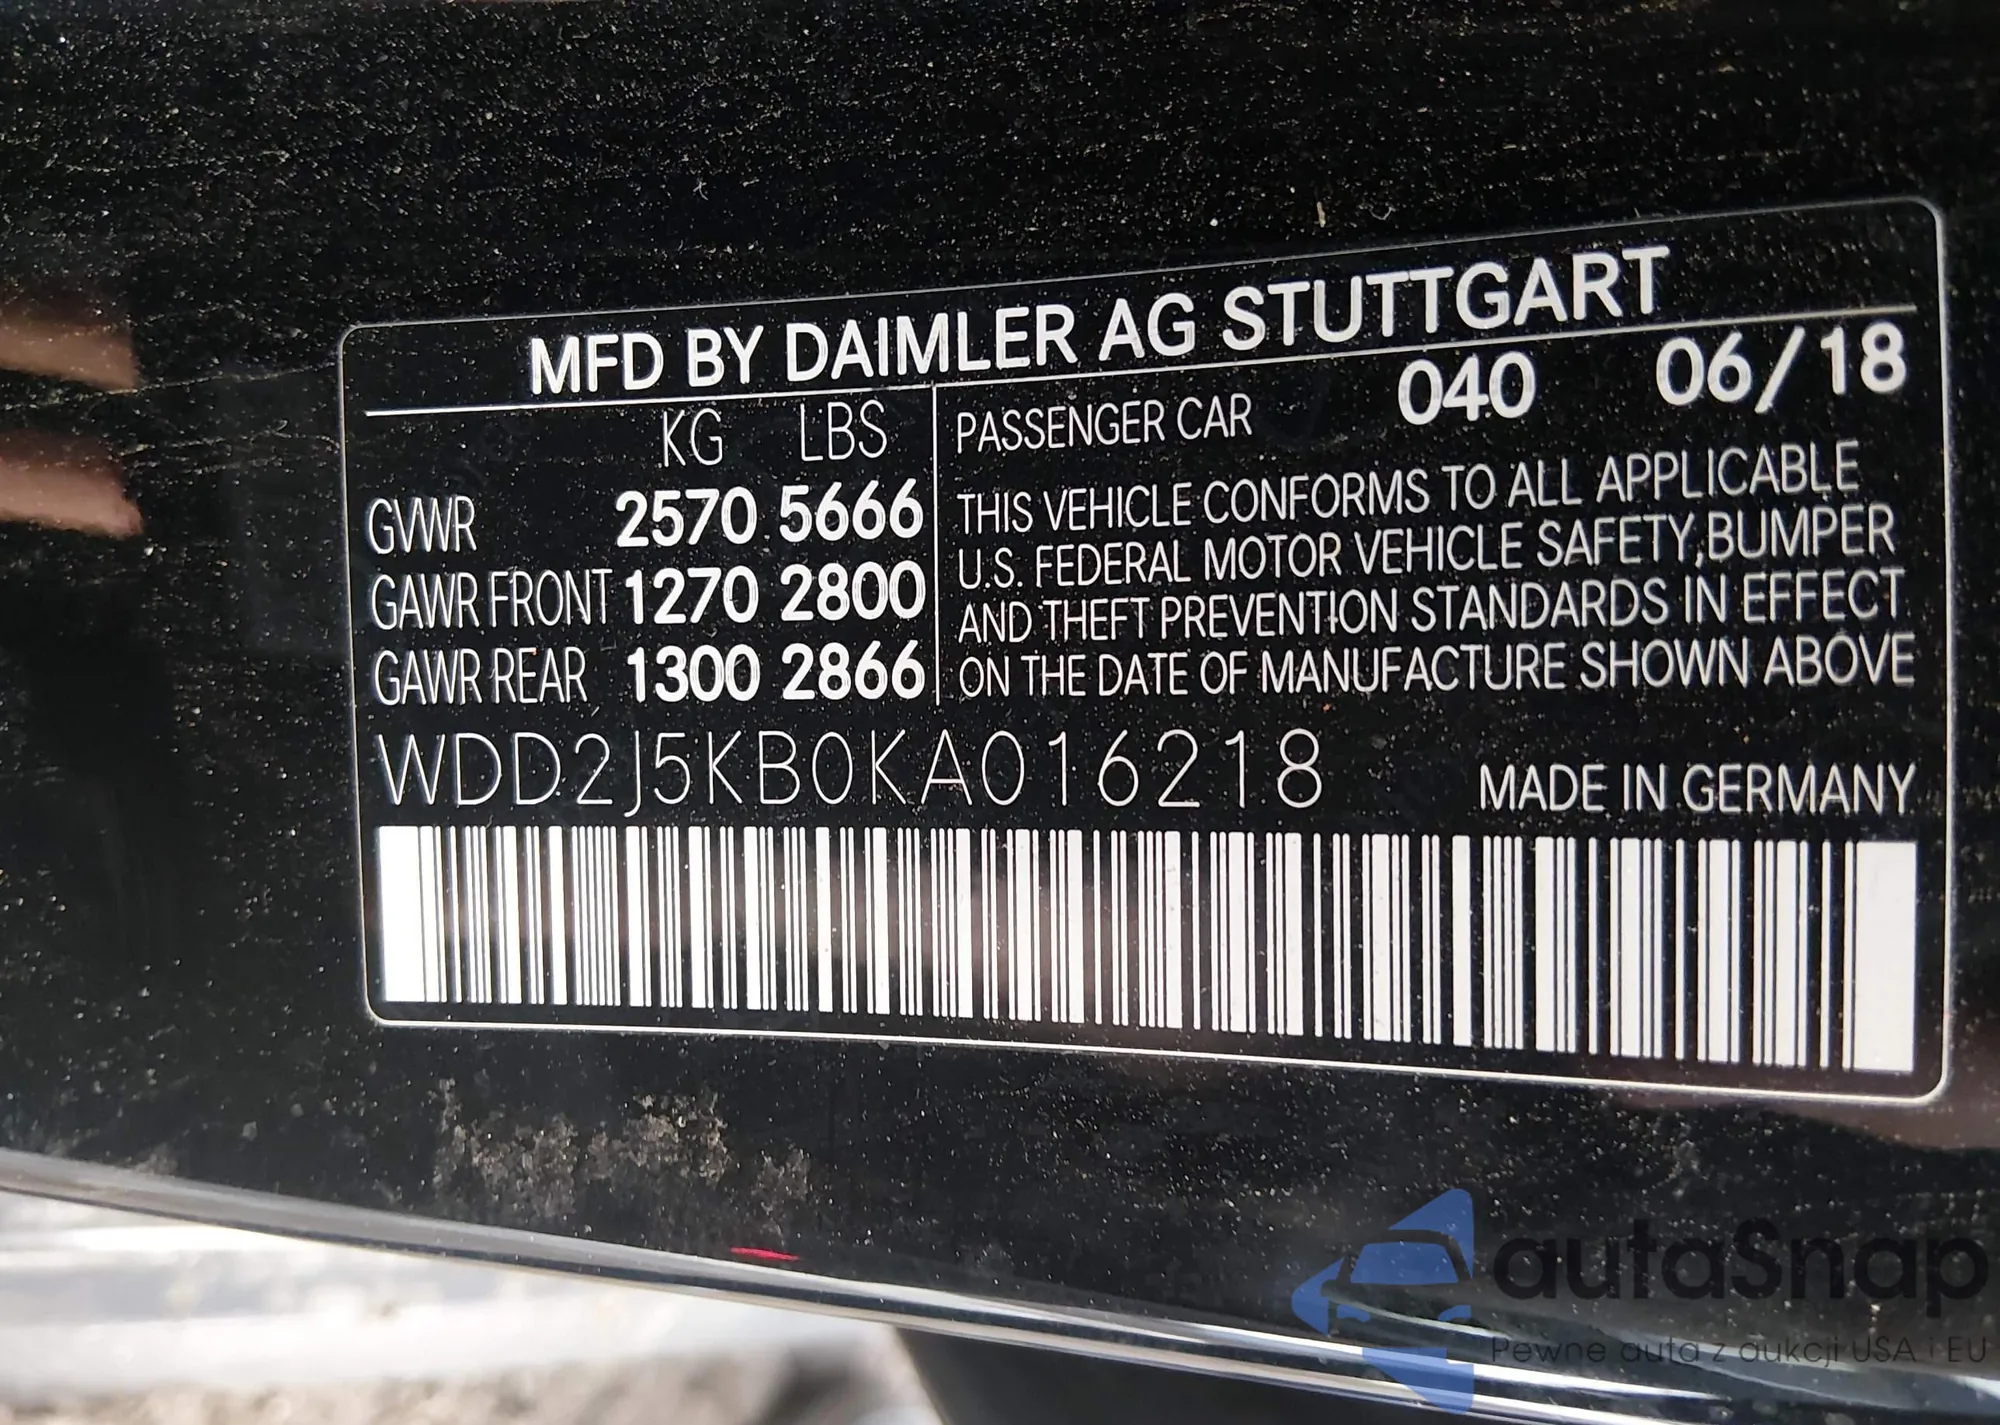 MFD BY DAIMLER AG STUTTGART
KG LBS
GVWR 2570 5666
GAWR FRONT 1270 2800
GAWR REAR 1300 2866
PASSENGER CAR 040 06/18
THIS VEHICLE CONFORMS TO ALL APPLICABLE
U.S. FEDERAL MOTOR VEHICLE SAFETY,BUMPER
AND THEFT PREVENTION STANDARDS IN EFFECT
ON THE DATE OF MANUFACTURE SHOWN ABOVE
WDD2J5KB0KA016218
MADE IN GERMANY
autaSnap
Pewne auta z aukcji USA i EU